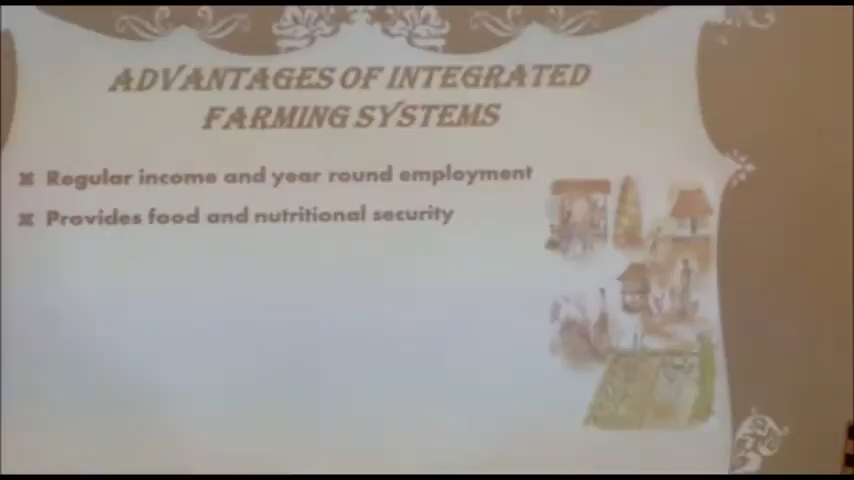 ADVANTAGES OF INTEGRATED
FARMING SYSTEMS
Regular income and year round employment
Provides food and nutritional security